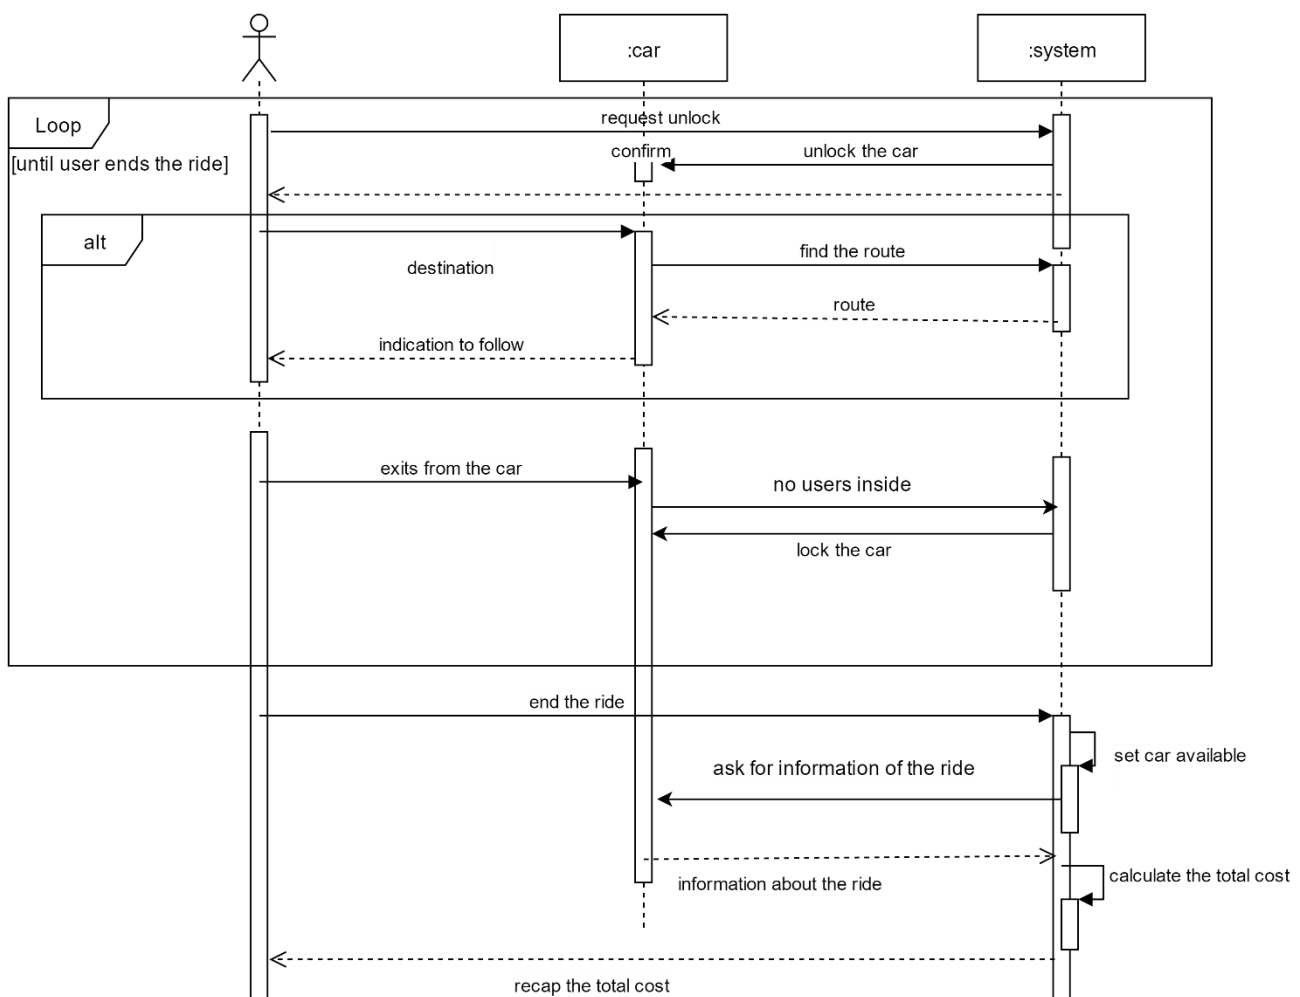 :car
:system
Loop
request unlock
[until user ends the ride]
confirm
unlock the car
alt
destination
find the route
route
indication to follow
exits from the car
no users inside
lock the car
end the ride
set car available
ask for information of the ride
information about the ride
calculate the total cost
recap the total cost